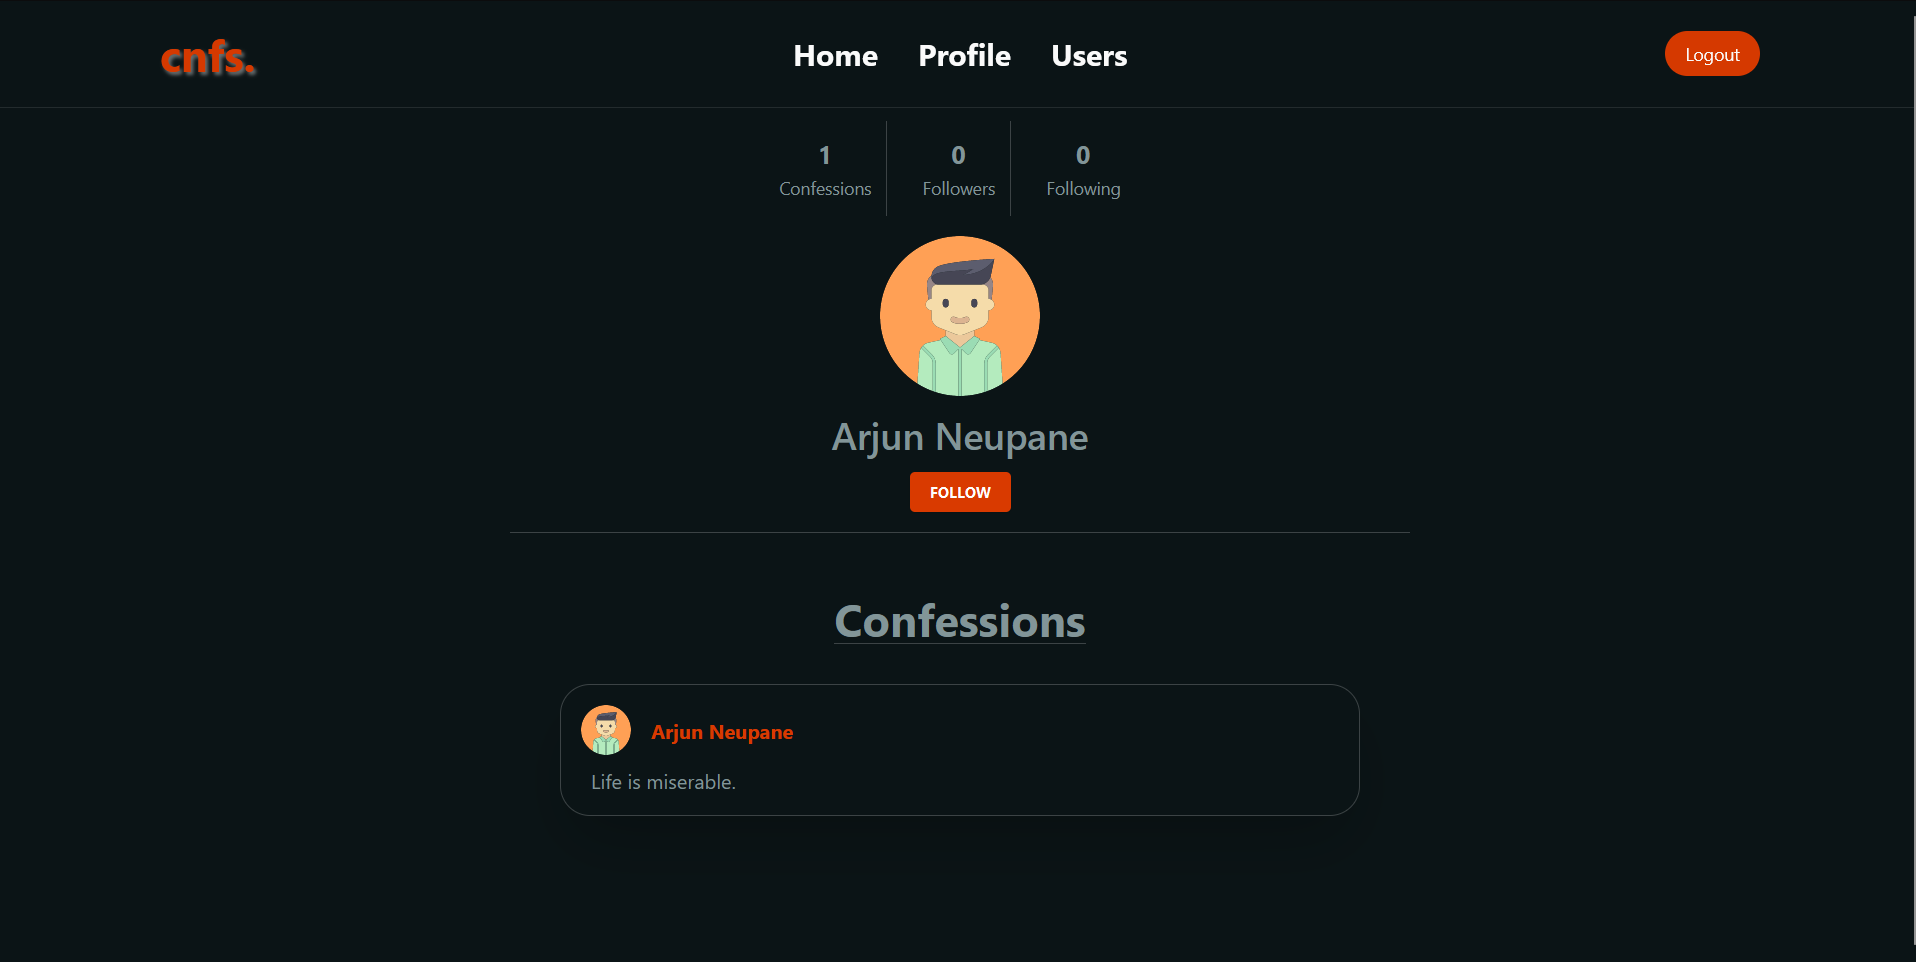 cnfs. Home Profile Users Logout
1 0 0
Confessions Followers Following
Arjun Neupane
FOLLOW
Confessions
Arjun Neupane
Life is miserable.